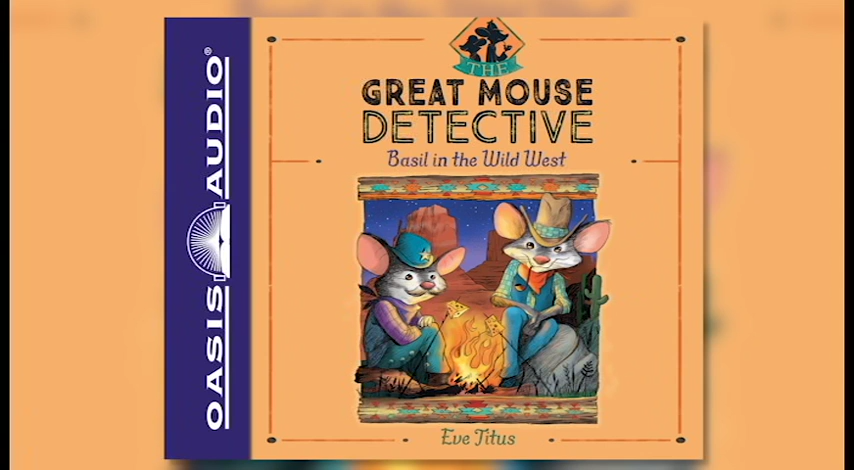 OASIS AUDIO®
THE
GREAT MOUSE
DETECTIVE
Basil in the Wild West
Eve Titus